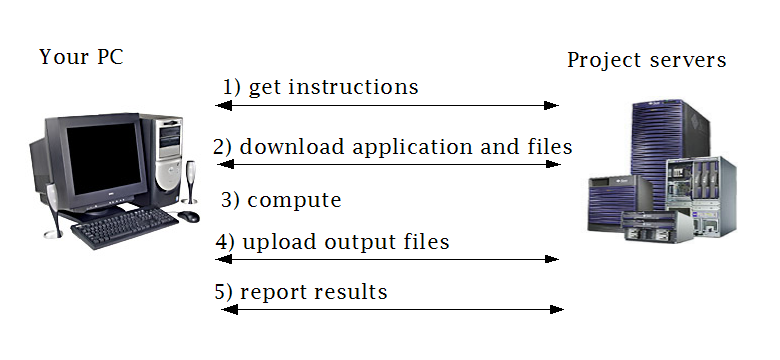 Your PC
Project servers
1) get instructions
2) download application and files
3) compute
4) upload output files
5) report results